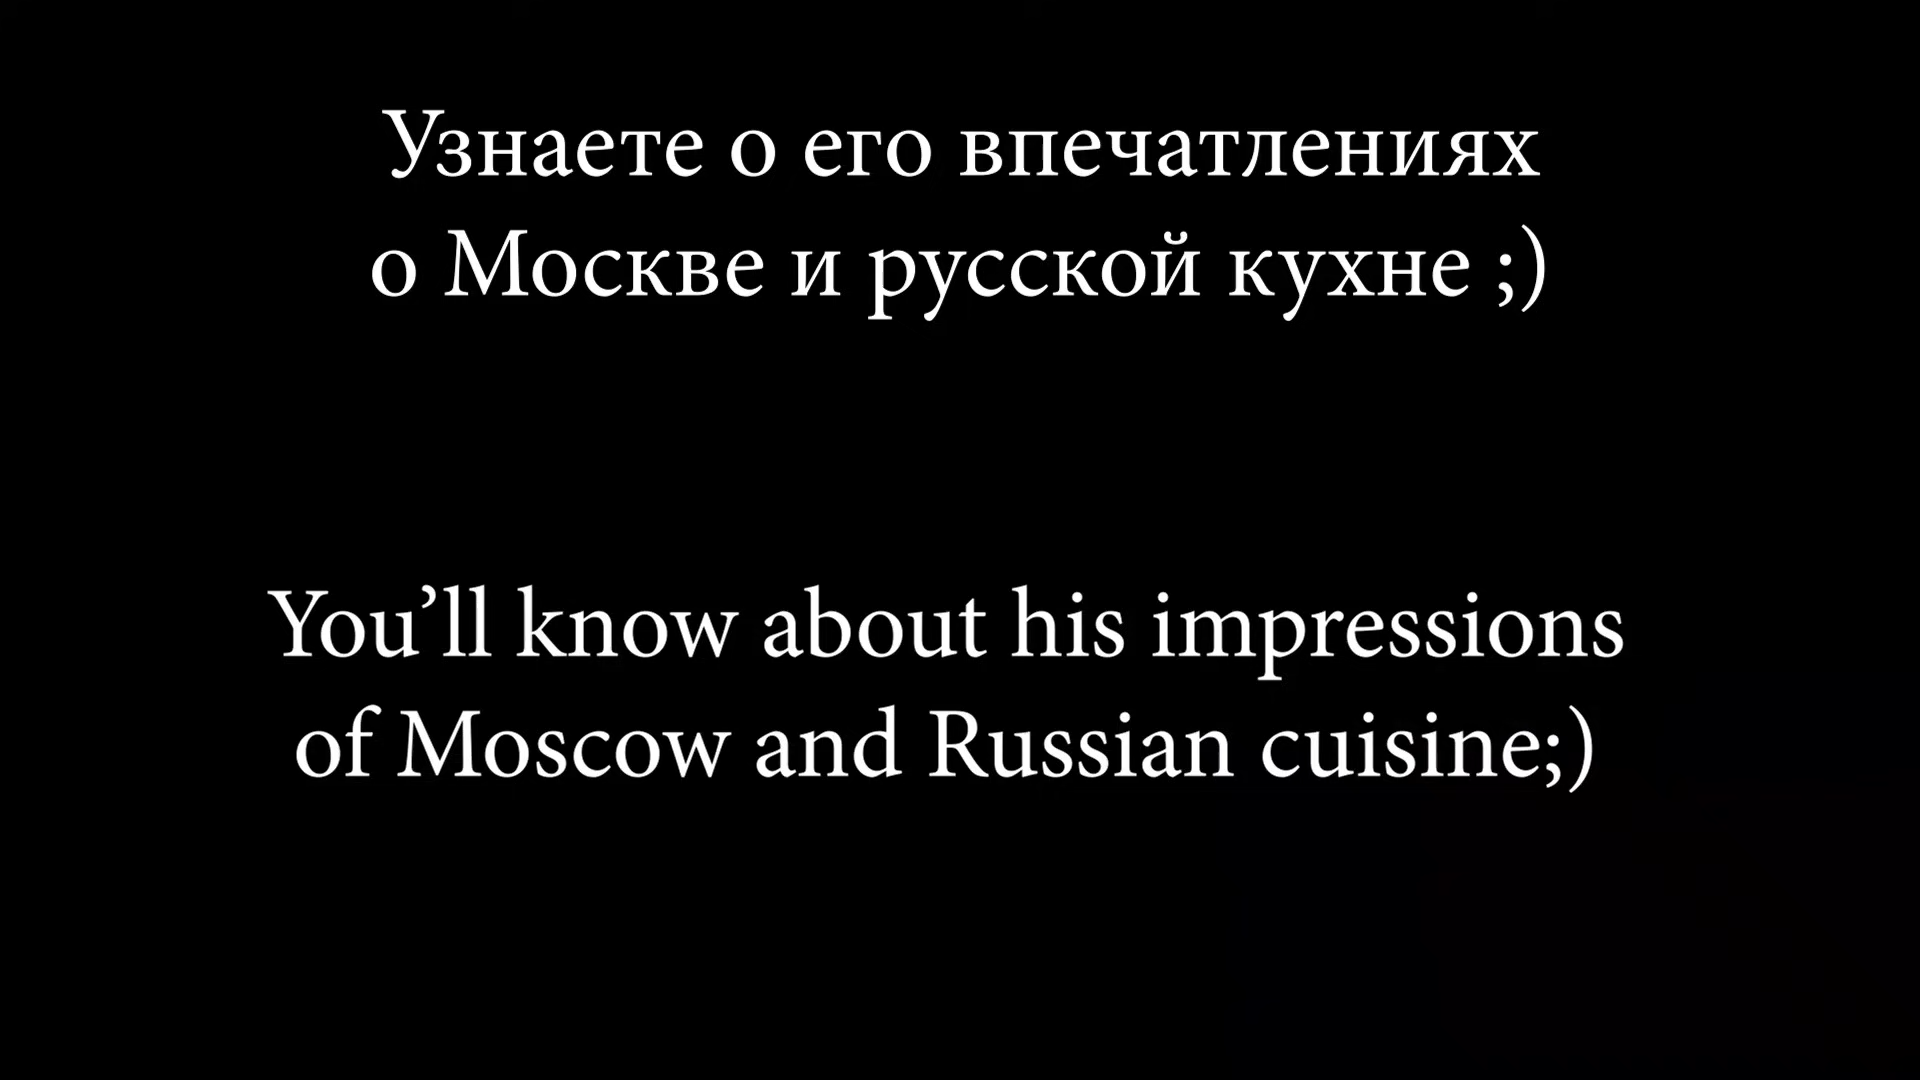 Узнаете о его впечатлениях
о Москве и русской кухне ;)
You’ll know about his impressions
of Moscow and Russian cuisine;)